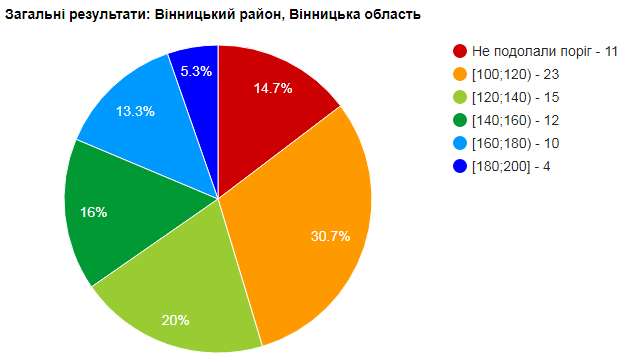 Загальні результати: Вінницький район, Вінницька область
Не подолали поріг - 11
[100;120) - 23
[120;140) - 15
[140;160) - 12
[160;180) - 10
[180;200] - 4
14.7%
30.7%
20%
16%
13.3%
5.3%